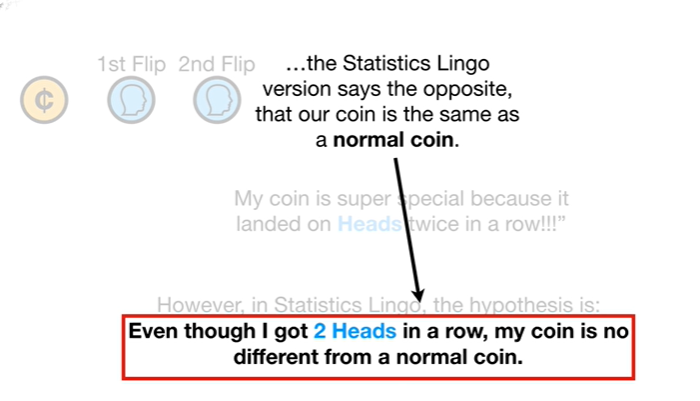 1st Flip 2nd Flip
…the Statistics Lingo
version says the opposite,
that our coin is the same as
a normal coin.
¢
My coin is super special because it
landed on Heads twice in a row!!!”
However, in Statistics Lingo, the hypothesis is:
Even though I got 2 Heads in a row, my coin is no
different from a normal coin.